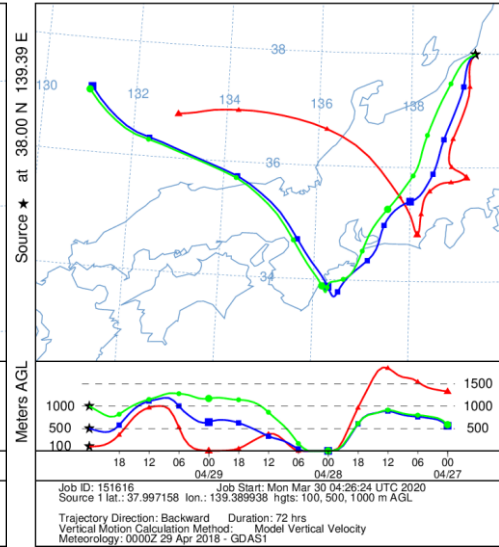 Source ★ at 38.00 N 139.39 E
130
132
134
136
138
38
36
34
Meters AGL
1500
1000
1000
500
500
100
18 12 06 00 18 12 06 00 18 12 06 00
04/29 04/28 04/27
Job ID: 151616 Job Start: Mon Mar 30 04:26:24 UTC 2020
Source 1 lat.: 37.997158 lon.: 139.389938 hgts: 100, 500, 1000 m AGL
Trajectory Direction: Backward Duration: 72 hrs
Vertical Motion Calculation Method: Model Vertical Velocity
Meteorology: 0000Z 29 Apr 2018 - GDAS1